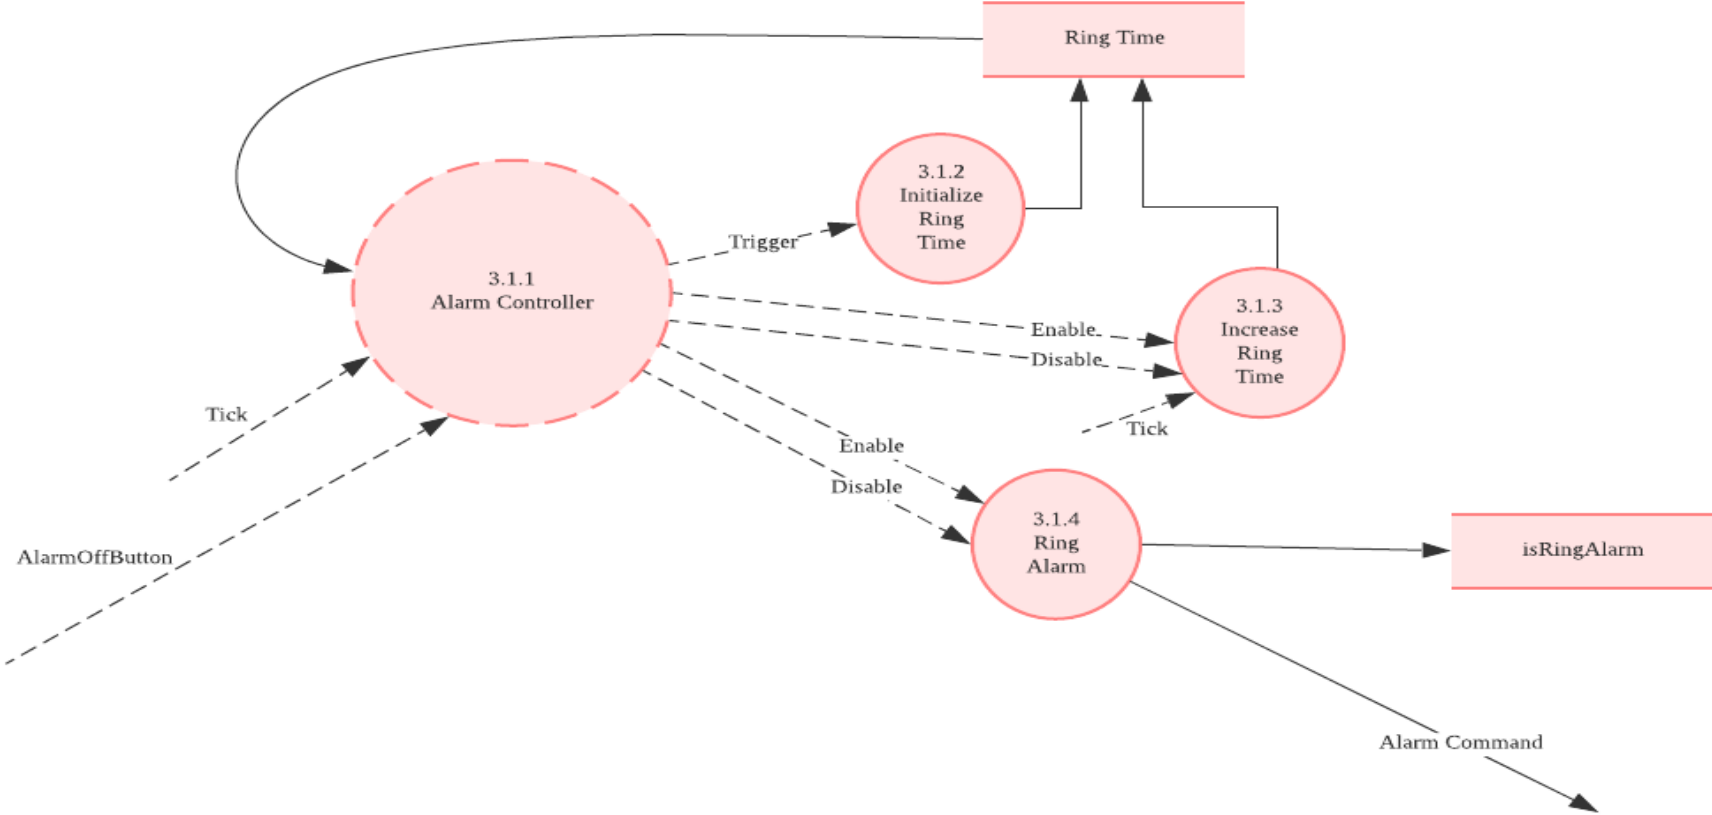 Ring Time
3.1.2
Initialize
Ring
Time
Trigger
3.1.1
Alarm Controller
3.1.3
Increase
Ring
Time
Enable
Disable
Tick
Tick
Enable
Disable
AlarmOffButton
3.1.4
Ring
Alarm
isRingAlarm
Alarm Command